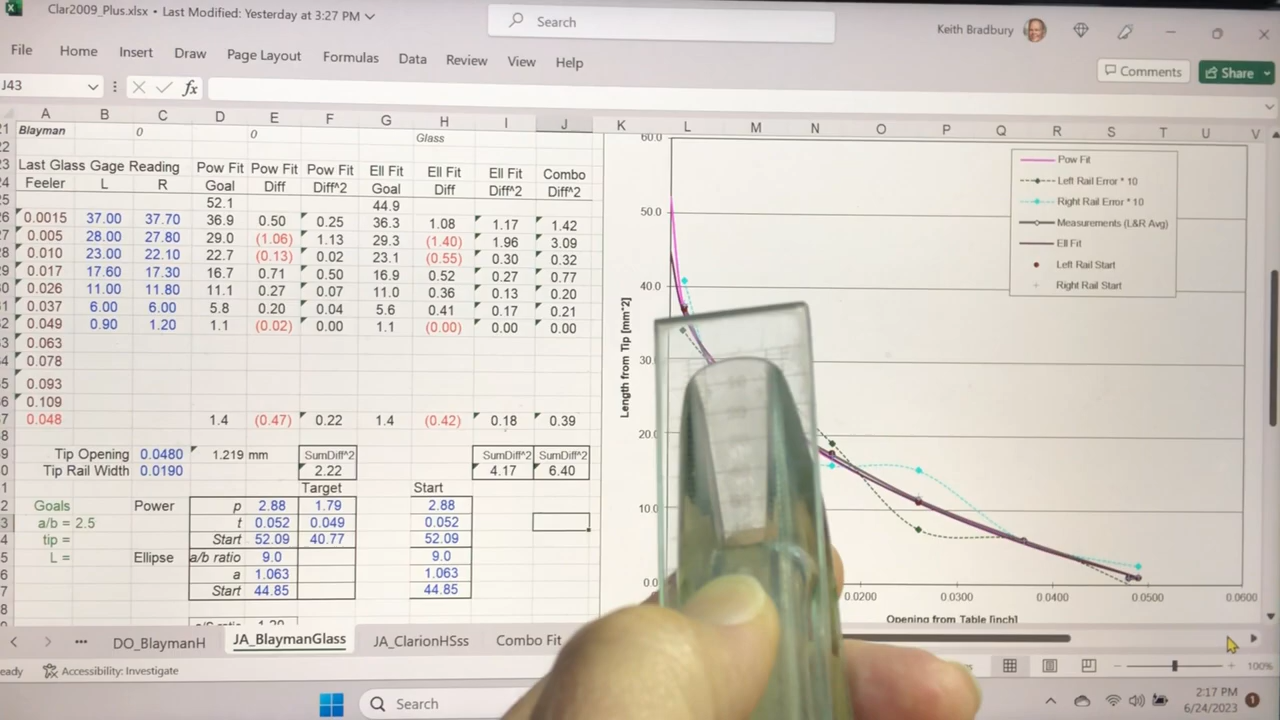 Clar2009_Plus.xlsx • Last Modified: Yesterday at 3:27 PM
Search
Keith Bradbury
File Home Insert Draw Page Layout Formulas Data Review View Help
Comments Share
J43 fx
A B C D E F G H I J K L M N O P Q R S T U V
21 Blayman 0 0 Glass
22
23 Last Glass Gage Reading Pow Fit Pow Fit Pow Fit Ell Fit Ell Fit Ell Fit Combo
24 Feeler L R Goal Diff Diff^2 Goal Diff Diff^2 Diff^2
25 52.1 44.9
26 0.0015 37.00 37.70 36.9 0.50 0.25 36.3 1.08 1.17 1.42
27 0.005 28.00 27.80 29.0 (1.06) 1.13 29.3 (1.40) 1.96 3.09
28 0.010 23.00 22.10 22.7 (0.13) 0.02 23.1 (0.55) 0.30 0.32
29 0.017 17.60 17.30 16.7 0.71 0.50 16.9 0.52 0.27 0.77
30 0.026 11.00 11.80 11.1 0.27 0.07 11.0 0.36 0.13 0.20
31 0.037 6.00 6.00 5.8 0.20 0.04 5.6 0.41 0.17 0.21
32 0.049 0.90 1.20 1.1 (0.02) 0.00 1.1 (0.00) 0.00 0.00
0.063
0.078
0.093
0.109
0.048 1.4 (0.47) 0.22 1.4 (0.42) 0.18 0.39
Tip Opening 0.0480 1.219 mm SumDiff^2 SumDiff^2 SumDiff^2
Tip Rail Width 0.0190 2.22 4.17 6.40
Target Start
Goals Power p 2.88 1.79 2.88
a/b = 2.5 t 0.052 0.049 0.052
tip = Start 52.09 40.77 52.09
L = Ellipse a/b ratio 9.0 9.0
a 1.063 1.063
Start 44.85 44.85
60.0
50.0
40.0
30.0
20.0
10.0
0.0
Length from Tip [mm^2]
Pow Fit
Left Rail Error * 10
Right Rail Error * 10
Measurements (L&R Avg)
Ell Fit
Left Rail Start
Right Rail Start
0.0200 0.0300 0.0400 0.0500 0.0600
Opening from Table [inch]
... DO_BlaymanH JA_BlaymanGlass JA_ClarionHSss Combo Fit
Accessibility: Investigate
100%
Search
2:17 PM
6/24/2023
1